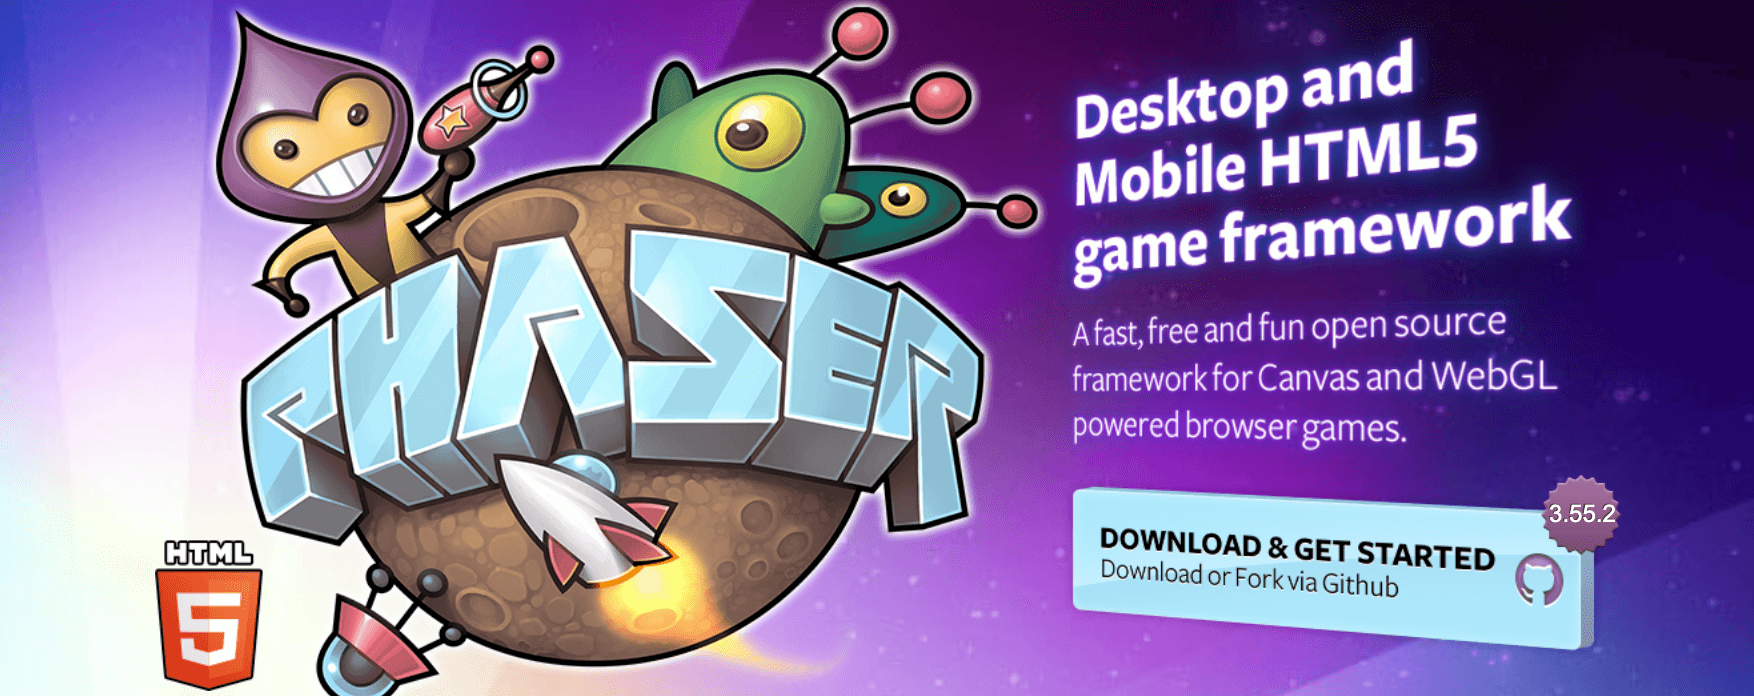 PHASER
HTML
5
Desktop and
Mobile HTML5
game framework
A fast, free and fun open source
framework for Canvas and WebGL
powered browser games.
3.55.2
DOWNLOAD & GET STARTED
Download or Fork via Github